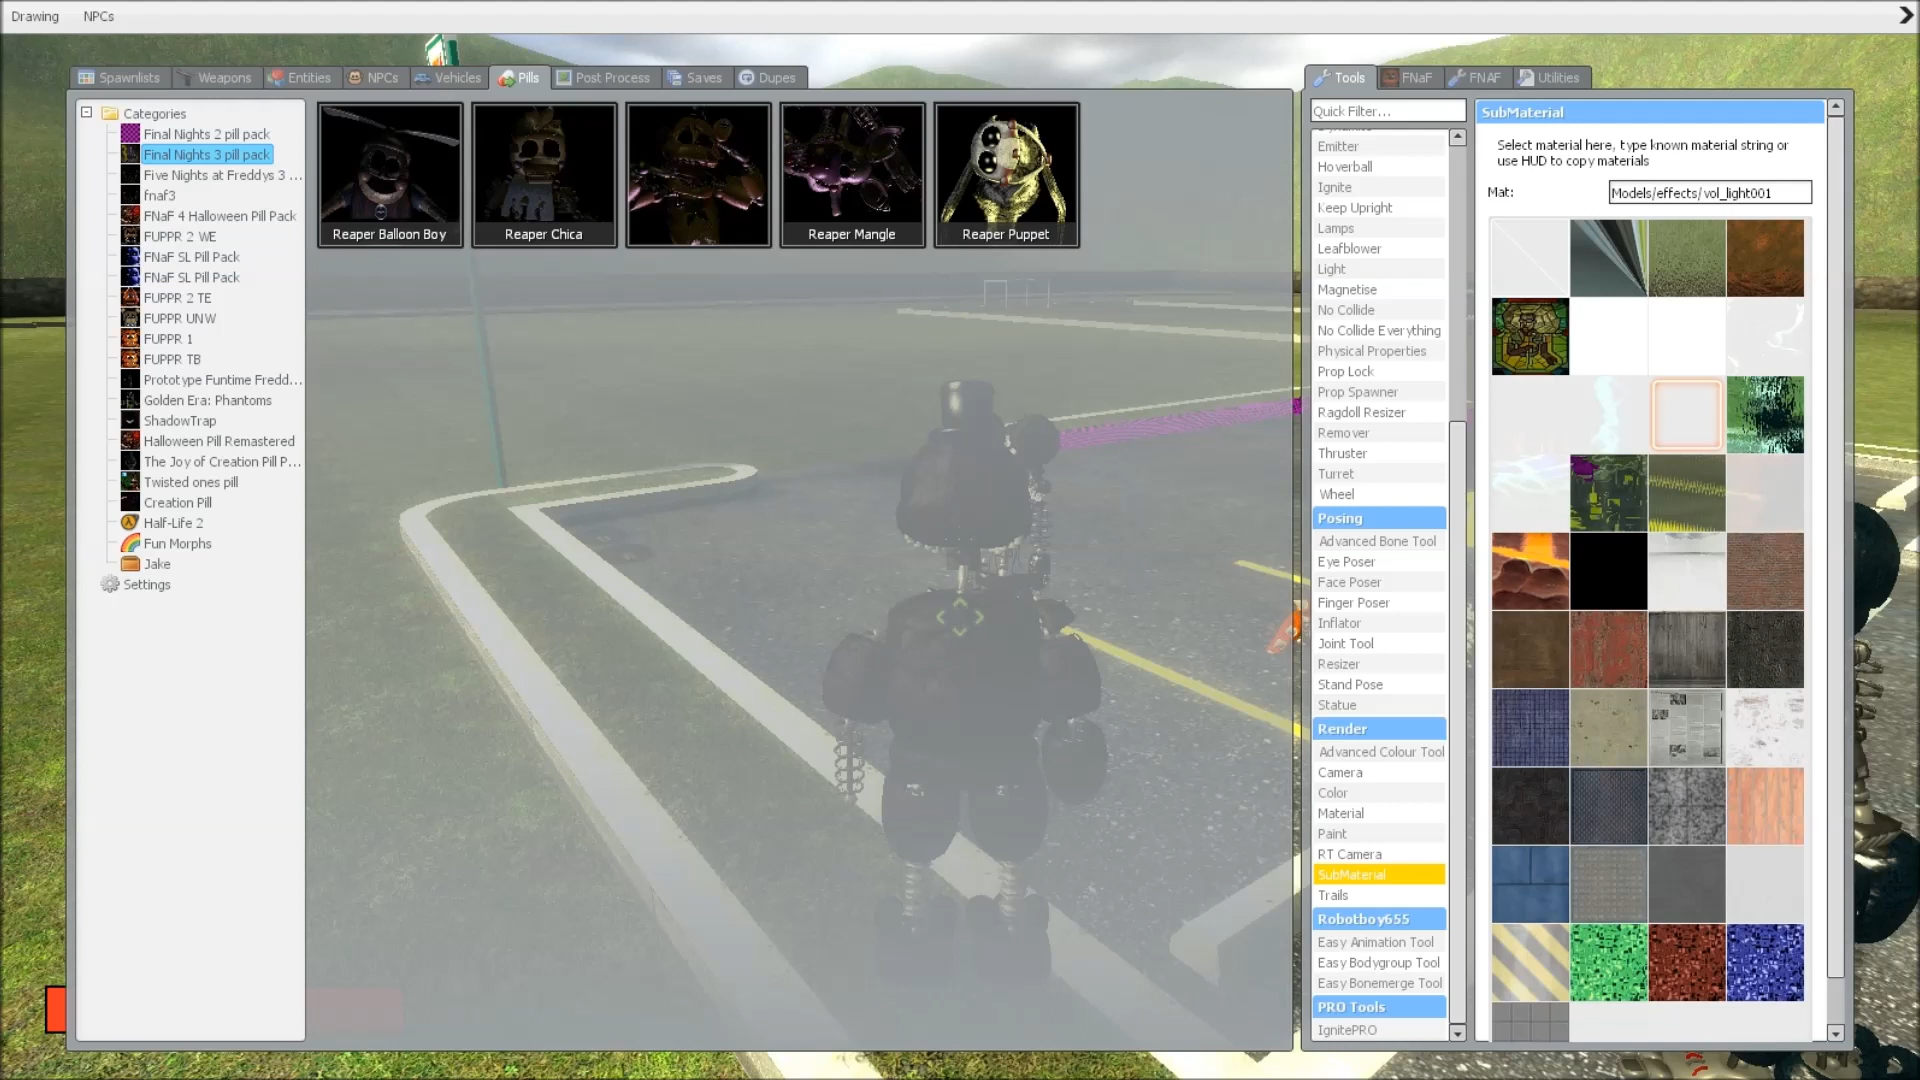 Drawing NPCs
Spawnlists Weapons Entities NPCs Vehicles Pills Post Process Saves Dupes
Categories
Final Nights 2 pill pack
Final Nights 3 pill pack
Five Nights at Freddys 3 ...
fnaf3
FNaF 4 Halloween Pill Pack
FUPPR 2 WE
FNaF SL Pill Pack
FNaF SL Pill Pack
FUPPR 2 TE
FUPPR UNW
FUPPR 1
FUPPR TB
Prototype Funtime Fredd...
Golden Era: Phantoms
ShadowTrap
Halloween Pill Remastered
The Joy of Creation Pill P...
Twisted ones pill
Creation Pill
Half-Life 2
Fun Morphs
Jake
Settings
Reaper Balloon Boy
Reaper Chica
Reaper Mangle
Reaper Puppet
Tools FNaF FNAF Utilities
Quick Filter...
Emitter
Hoverball
Ignite
Keep Upright
Lamps
Leafblower
Light
Magnetise
No Collide
No Collide Everything
Physical Properties
Prop Lock
Prop Spawner
Ragdoll Resizer
Remover
Thruster
Turret
Wheel
Posing
Advanced Bone Tool
Eye Poser
Face Poser
Finger Poser
Inflator
Joint Tool
Resizer
Stand Pose
Statue
Render
Advanced Colour Tool
Camera
Color
Material
Paint
RT Camera
SubMaterial
Trails
Robotboy655
Easy Animation Tool
Easy Bodygroup Tool
Easy Bonemerge Tool
PRO Tools
IgnitePRO
SubMaterial
Select material here, type known material string or
use HUD to copy materials
Mat: Models/effects/vol_light001